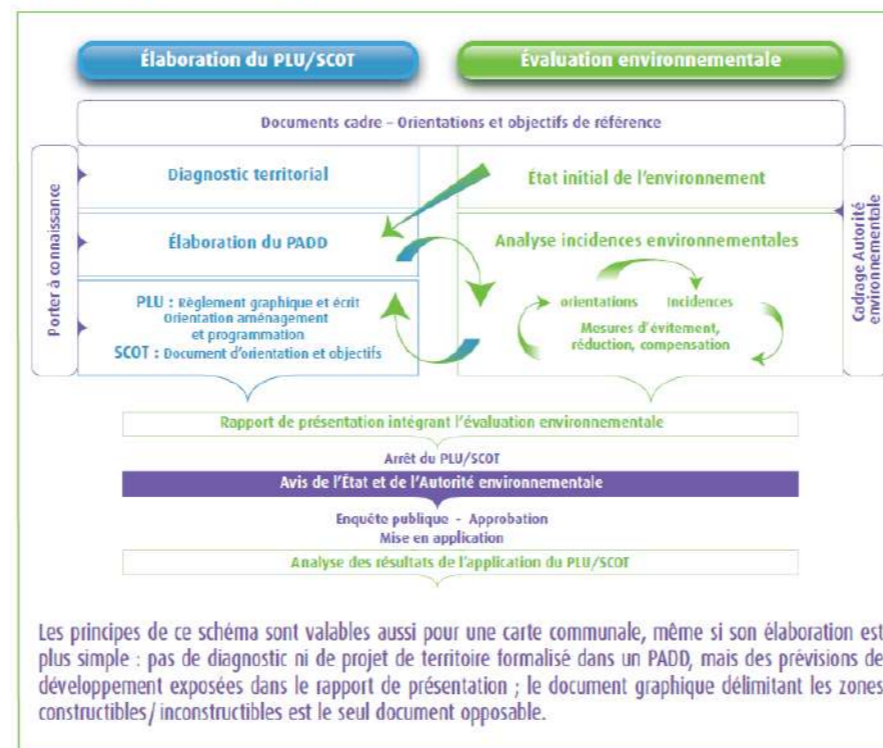 Élaboration du PLU/SCOT
Évaluation environnementale
Documents cadre – Orientations et objectifs de référence
Porter à connaissance
Diagnostic territorial
État initial de l'environnement
Cadrage Autorité
environnementale
Élaboration du PADD
Analyse incidences environnementales
PLU : Règlement graphique et écrit
Orientation aménagement
et programmation
SCOT : Document d'orientation et objectifs
orientations
Incidences
Mesures d'évitement,
réduction, compensation
Rapport de présentation intégrant l'évaluation environnementale
Arrêt du PLU/SCOT
Avis de l'État et de l'Autorité environnementale
Enquête publique - Approbation
Mise en application
Analyse des résultats de l'application du PLU/SCOT
Les principes de ce schéma sont valables aussi pour une carte communale, même si son élaboration est
plus simple : pas de diagnostic ni de projet de territoire formalisé dans un PADD, mais des prévisions de
développement exposées dans le rapport de présentation ; le document graphique délimitant les zones
constructibles/ inconstructibles est le seul document opposable.